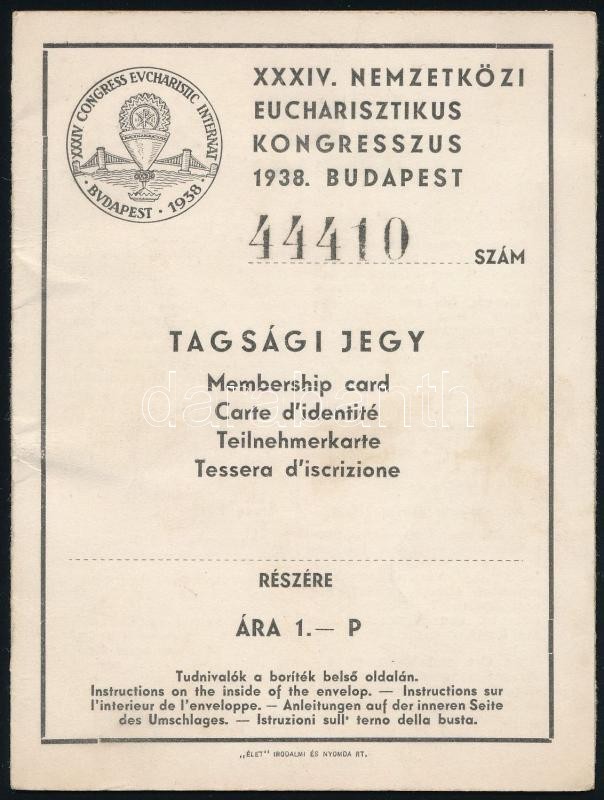 XXXIV CONGRESS EVCHARISTIC INTERNAT
· BVDAPEST · 1938 ·
XXXIV. NEMZETKÖZI
EUCHARISZTIKUS
KONGRESSZUS
1938. BUDAPEST
44410 SZÁM
TAGSÁGI JEGY
Membership card
Carte d'identité
darabanth
Teilnehmerkarte
Tessera d'iscrizione
RÉSZÉRE
ÁRA 1.— P
Tudnivalók a boríték belső oldalán.
Instructions on the inside of the envelop. — Instructions sur
l'interieur de l'enveloppe. — Anleitungen auf der inneren Seite
des Umschlages. — Istruzioni sull' terno della busta.
„ÉLET” IRODALMI ÉS NYOMDA RT.